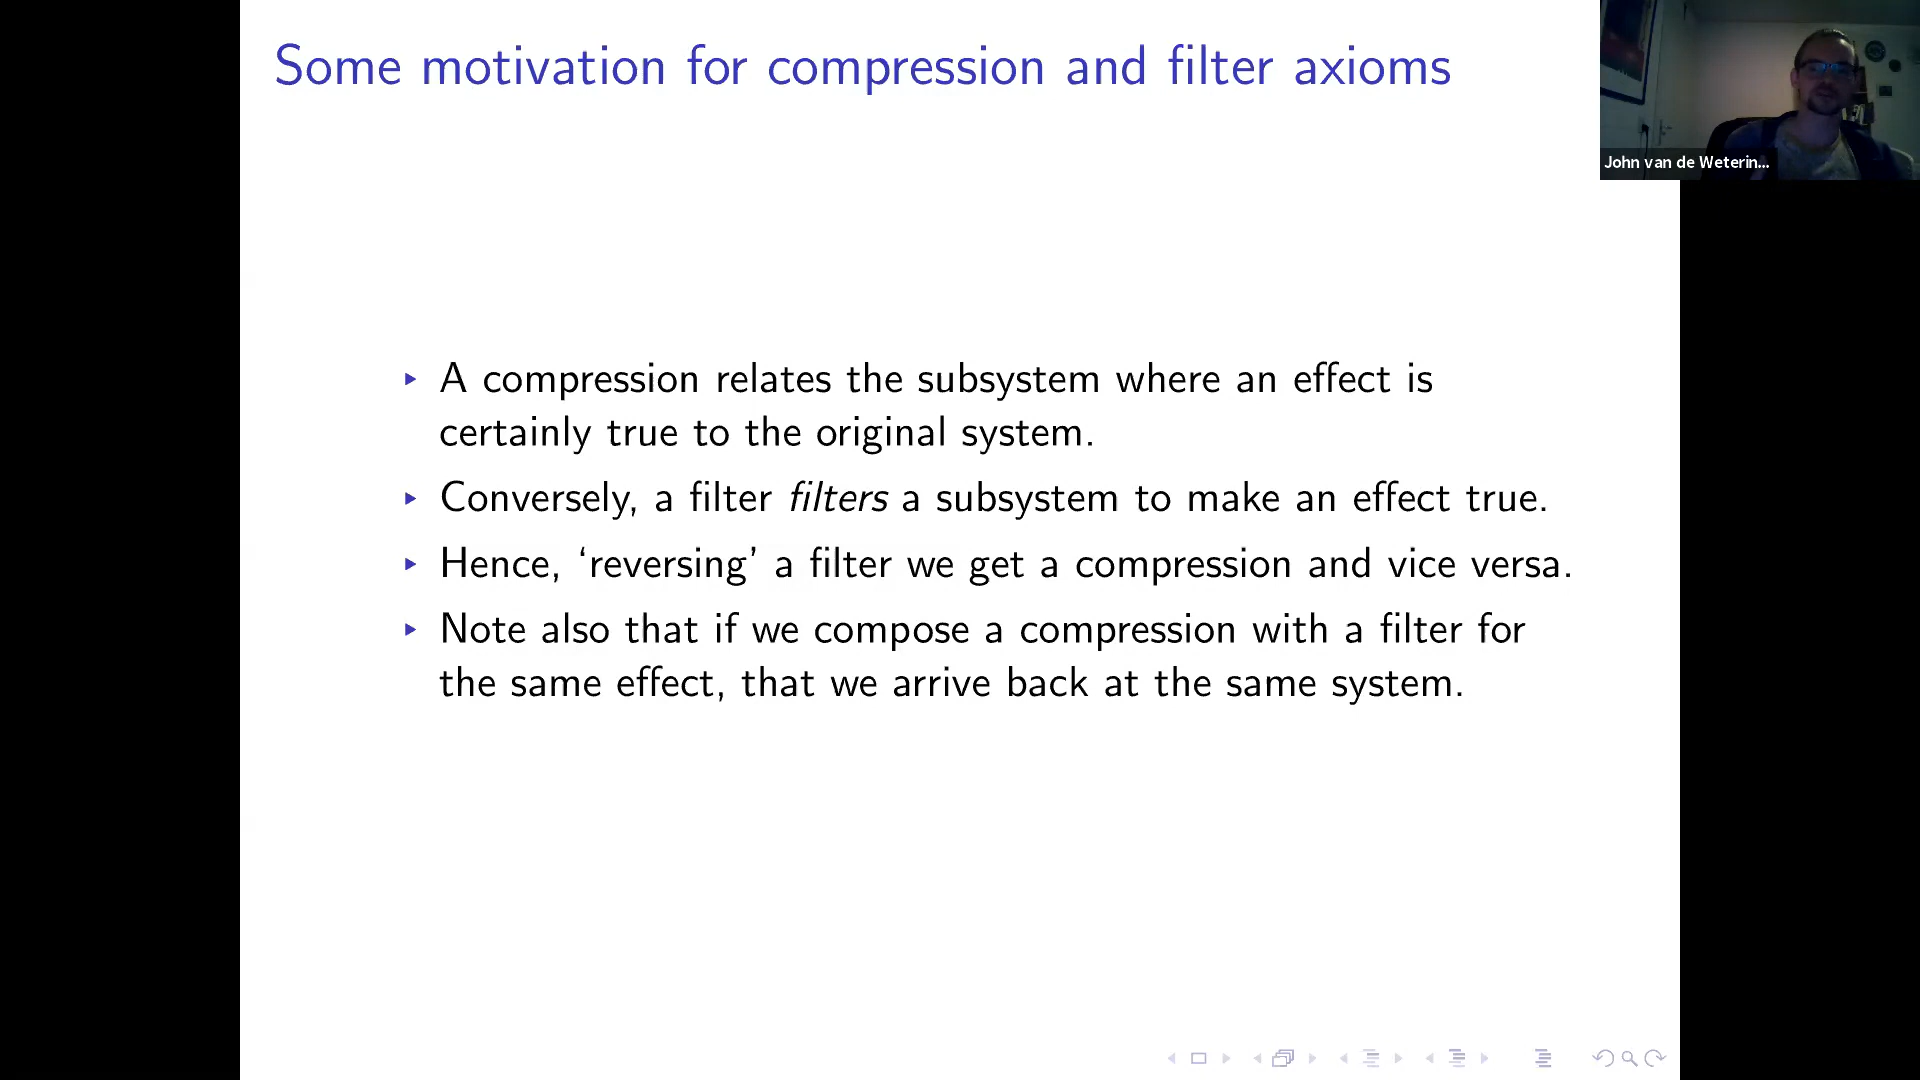 Some motivation for compression and filter axioms
John van de Weterin...
▸ A compression relates the subsystem where an effect is
certainly true to the original system.
▸ Conversely, a filter filters a subsystem to make an effect true.
▸ Hence, ‘reversing’ a filter we get a compression and vice versa.
▸ Note also that if we compose a compression with a filter for
the same effect, that we arrive back at the same system.